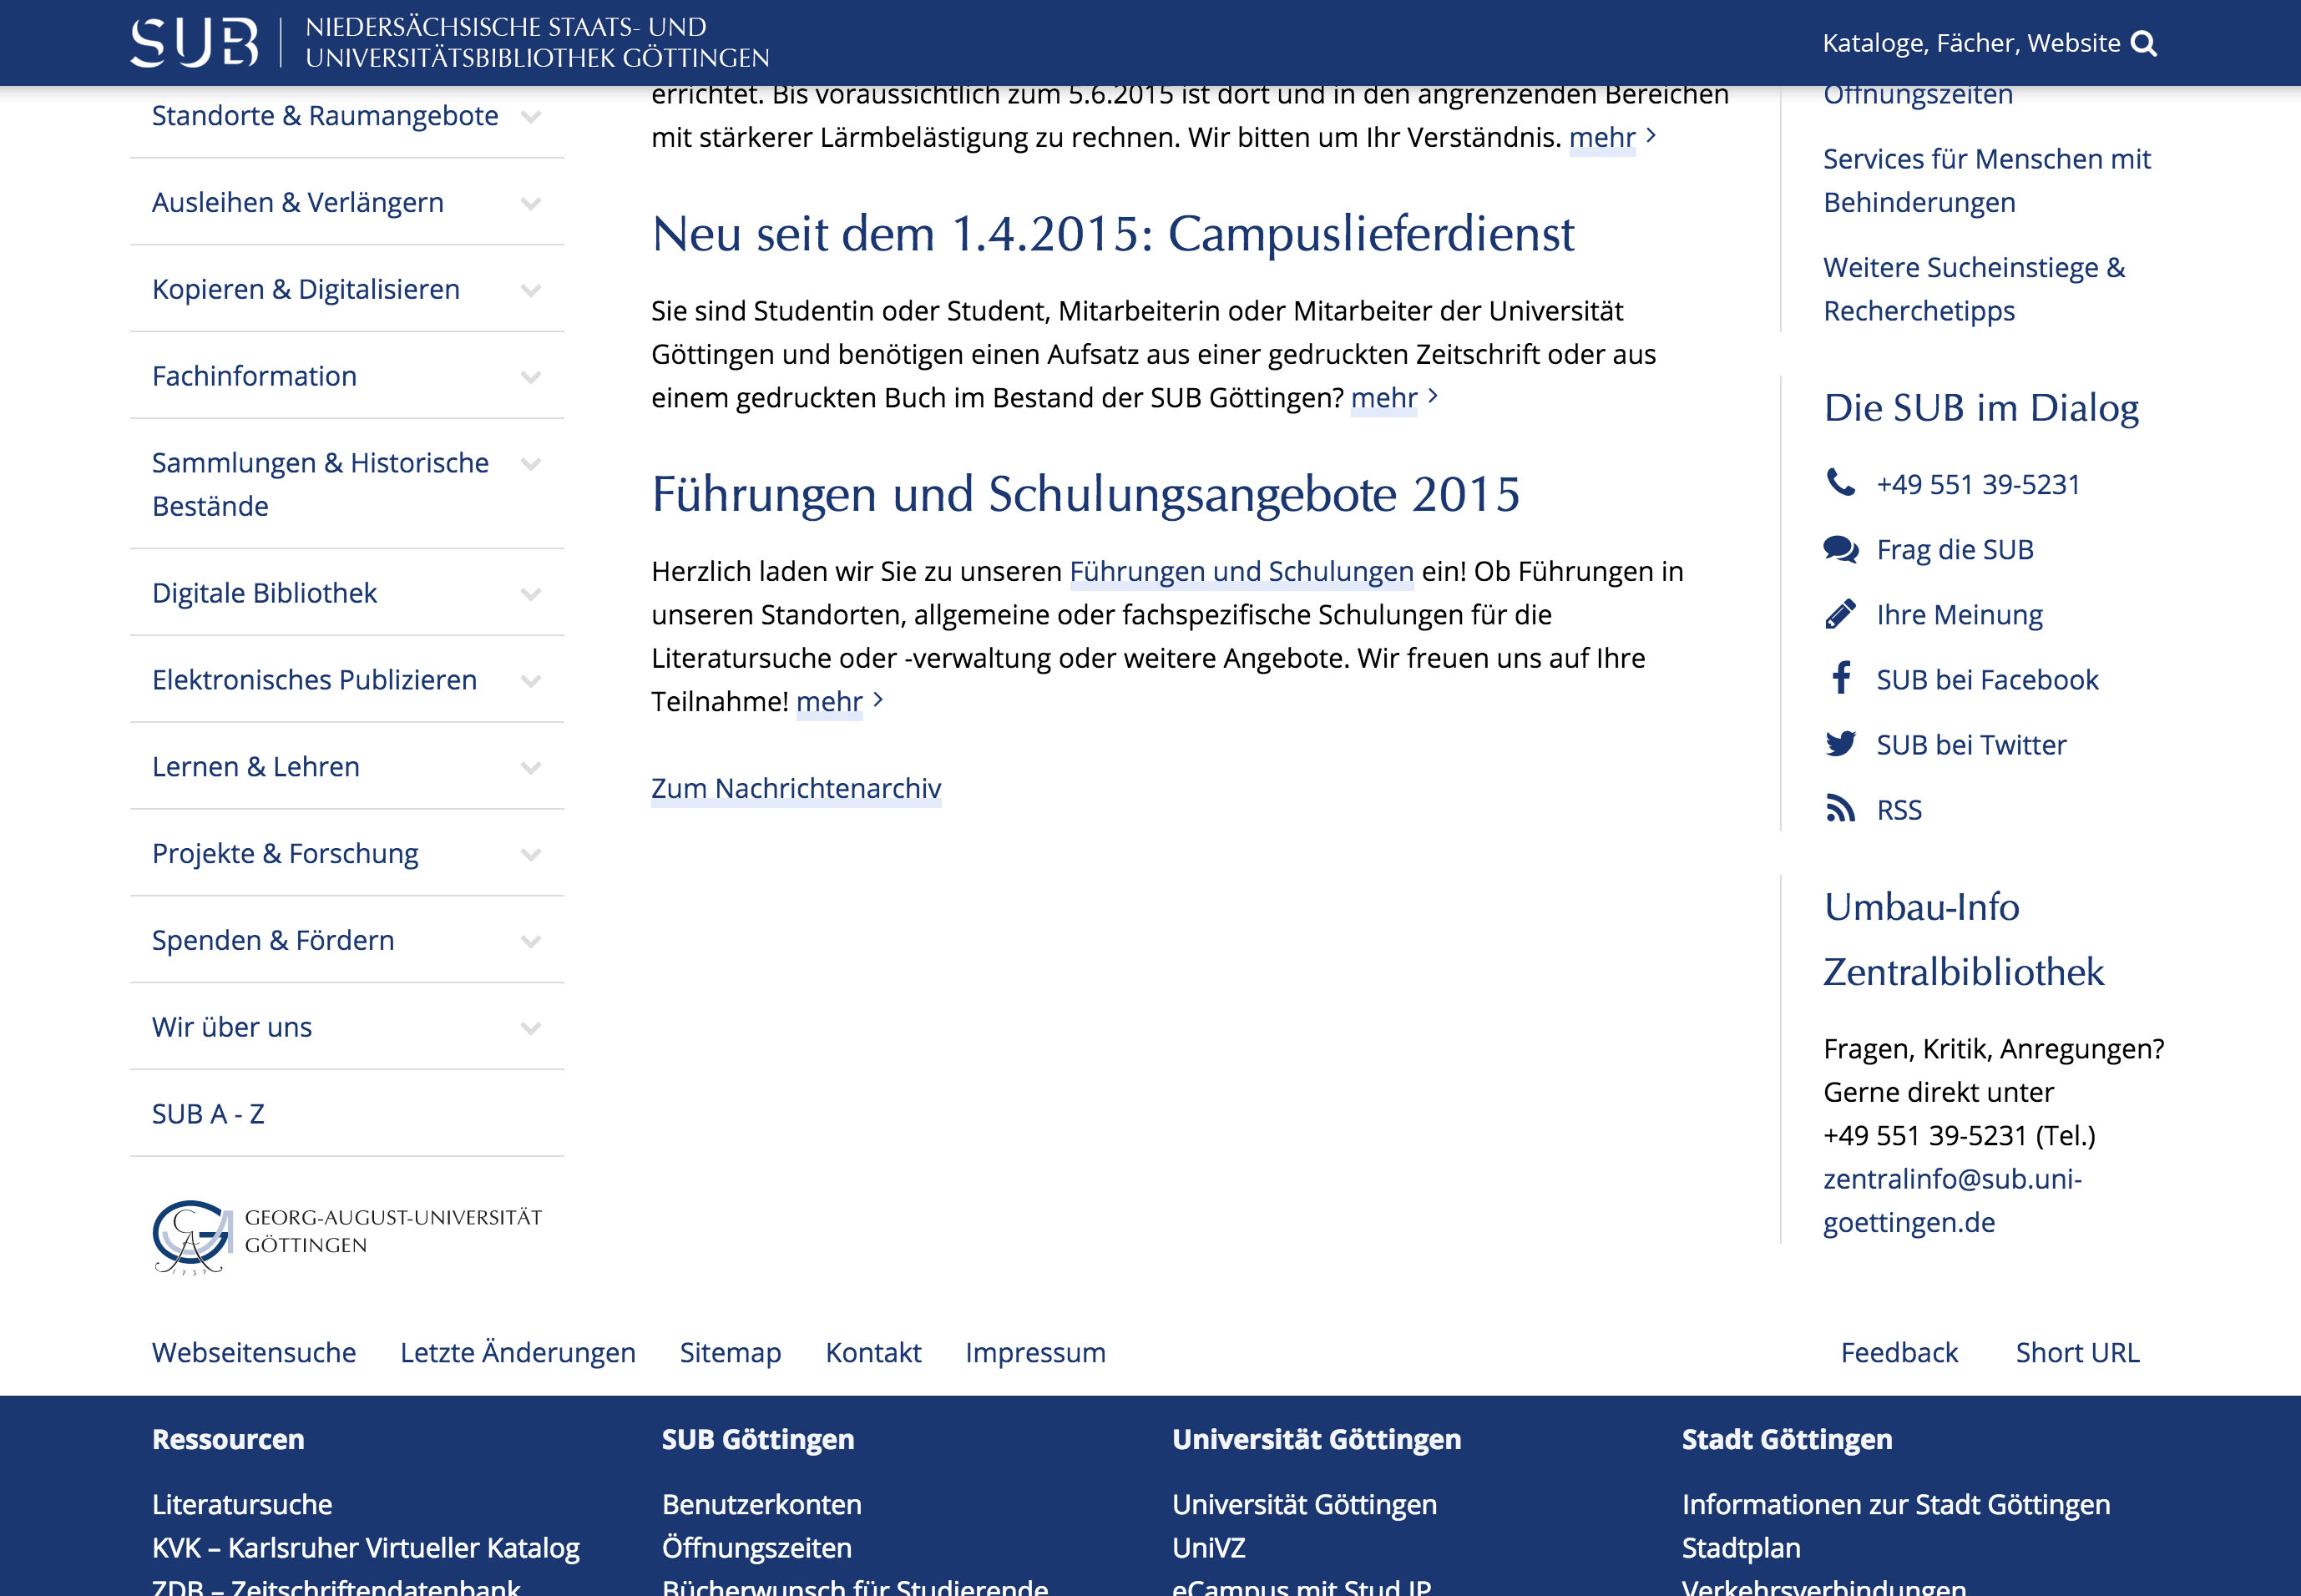 SUB
NIEDERSÄCHSISCHE STAATS- UND
UNIVERSITÄTSBIBLIOTHEK GÖTTINGEN
Kataloge, Fächer, Website
Standorte & Raumangebote
Ausleihen & Verlängern
Kopieren & Digitalisieren
Fachinformation
Sammlungen & Historische
Bestände
Digitale Bibliothek
Elektronisches Publizieren
Lernen & Lehren
Projekte & Forschung
Spenden & Fördern
Wir über uns
SUB A - Z
GEORG-AUGUST-UNIVERSITÄT
GÖTTINGEN
errichtet. Bis voraussichtlich zum 5.6.2015 ist dort und in den angrenzenden Bereichen
mit stärkerer Lärmbelästigung zu rechnen. Wir bitten um Ihr Verständnis. mehr
Neu seit dem 1.4.2015: Campuslieferdienst
Sie sind Studentin oder Student, Mitarbeiterin oder Mitarbeiter der Universität
Göttingen und benötigen einen Aufsatz aus einer gedruckten Zeitschrift oder aus
einem gedruckten Buch im Bestand der SUB Göttingen? mehr
Führungen und Schulungsangebote 2015
Herzlich laden wir Sie zu unseren Führungen und Schulungen ein! Ob Führungen in
unseren Standorten, allgemeine oder fachspezifische Schulungen für die
Literatursuche oder -verwaltung oder weitere Angebote. Wir freuen uns auf Ihre
Teilnahme! mehr
Zum Nachrichtenarchiv
Öffnungszeiten
Services für Menschen mit
Behinderungen
Weitere Sucheinstiege &
Recherchetipps
Die SUB im Dialog
+49 551 39-5231
Frag die SUB
Ihre Meinung
SUB bei Facebook
SUB bei Twitter
RSS
Umbau-Info
Zentralbibliothek
Fragen, Kritik, Anregungen?
Gerne direkt unter
+49 551 39-5231 (Tel.)
zentralinfo@sub.uni-
goettingen.de
Webseitensuche Letzte Änderungen Sitemap Kontakt Impressum Feedback Short URL
Ressourcen
Literatursuche
KVK – Karlsruher Virtueller Katalog
ZDB – Zeitschriftendatenbank
SUB Göttingen
Benutzerkonten
Öffnungszeiten
Bücherwunsch für Studierende
Universität Göttingen
Universität Göttingen
UniVZ
eCampus mit Stud.IP
Stadt Göttingen
Informationen zur Stadt Göttingen
Stadtplan
Verkehrsverbindungen